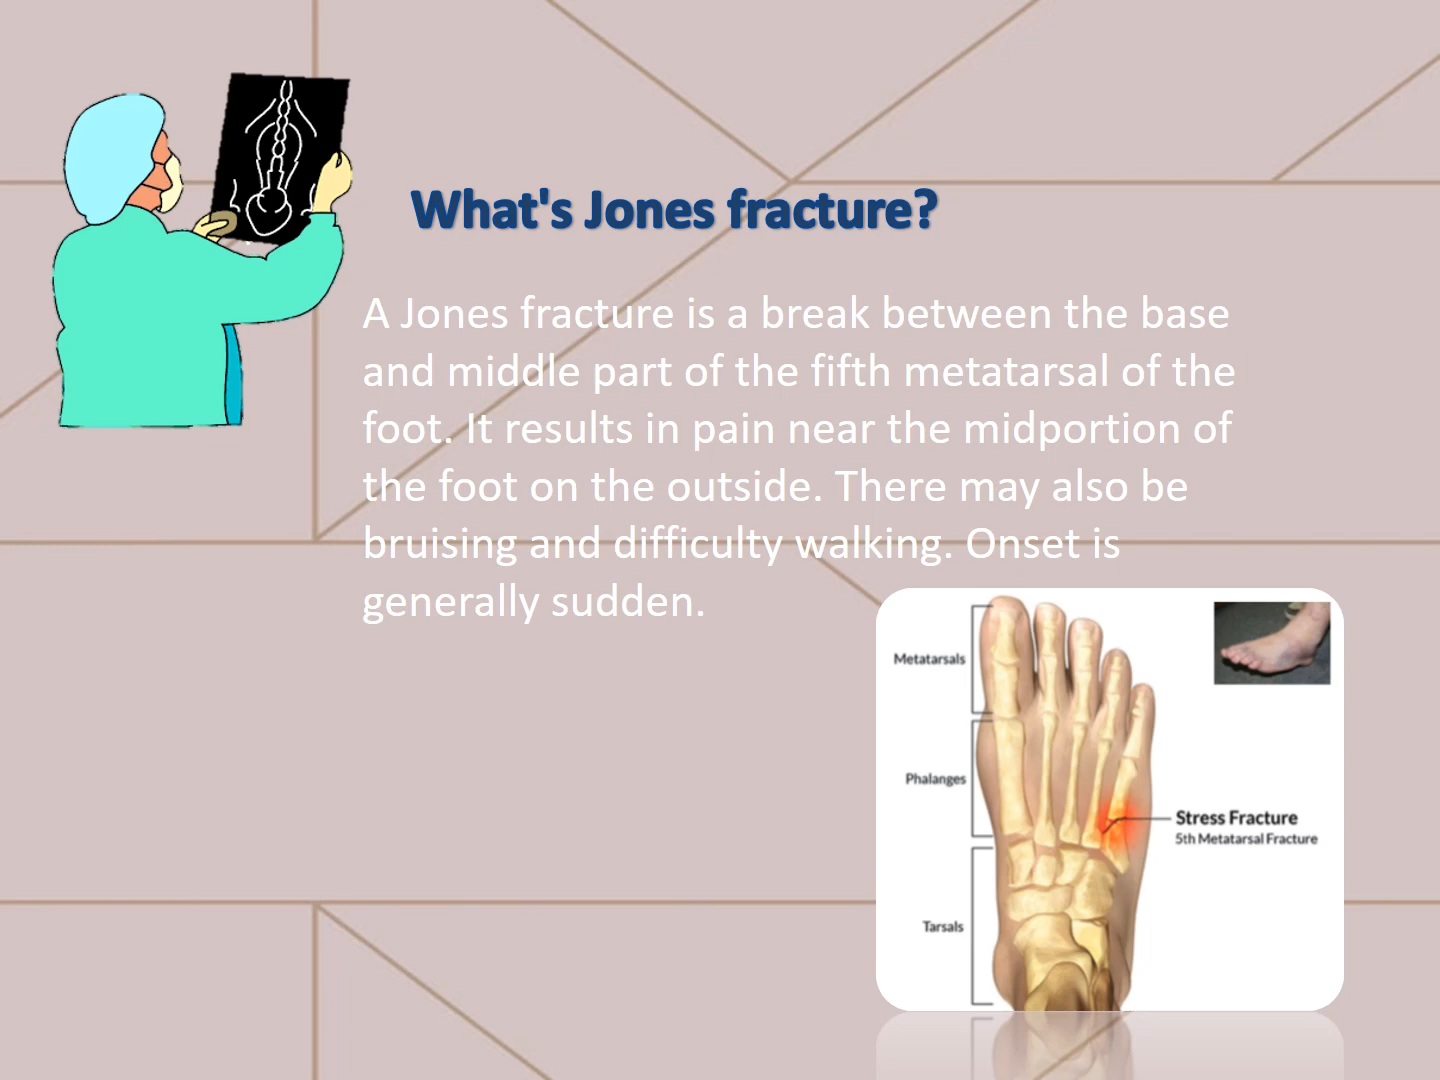 What's Jones fracture?
A Jones fracture is a break between the base
and middle part of the fifth metatarsal of the
foot. It results in pain near the midportion of
the foot on the outside. There may also be
bruising and difficulty walking. Onset is
generally sudden.
Metatarsals
Phalanges
Stress Fracture
5th Metatarsal Fracture
Tarsals